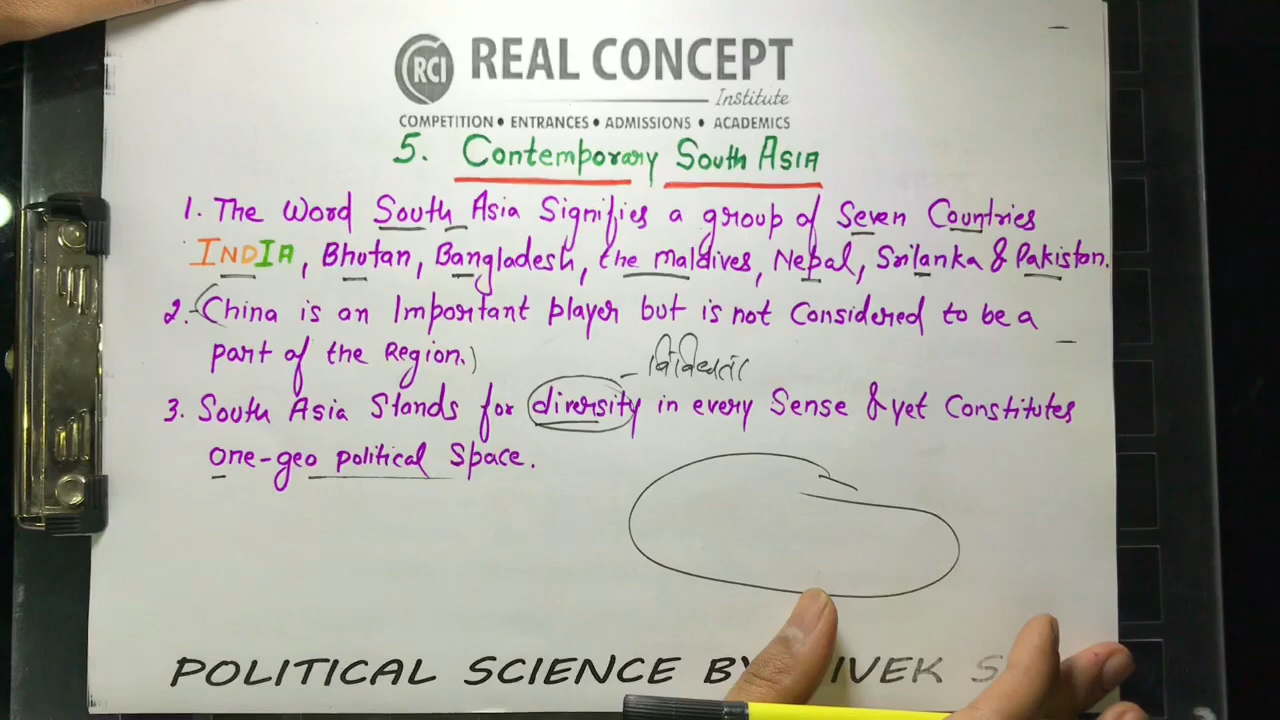 RCI REAL CONCEPT
Institute
COMPETITION • ENTRANCES • ADMISSIONS • ACADEMICS
5. Contemporary South ASIA
1. The Word South Asia Signifies a group of Seven Countries
INDIA, Bhutan, Bangladesh, the maldives, Nepal, Srilanka & Pakistan.
2. China is an Important player but is not Considered to be a
part of the Region.)
3. South Asia Stands for diversity in every Sense & yet Constitutes
one-geo political Space.
POLITICAL SCIENCE